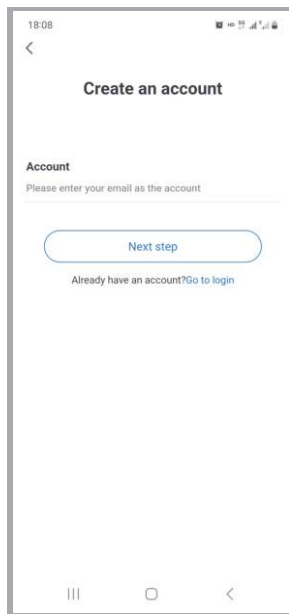 18:08
Create an account
Account
Please enter your email as the account
Next step
Already have an account?Go to login